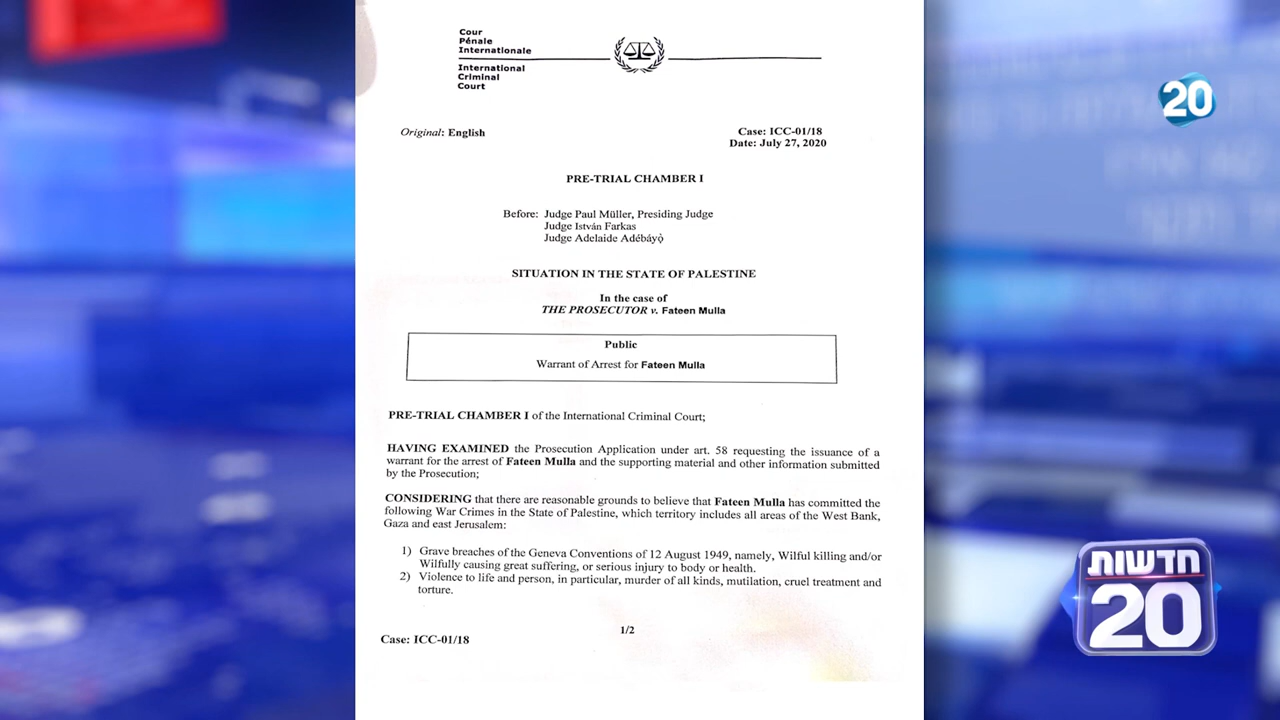 Cour
Pénale
Internationale
International
Criminal
Court
20
Original: English
Case: ICC-01/18
Date: July 27, 2020
PRE-TRIAL CHAMBER I
Before: Judge Paul Müller, Presiding Judge
Judge István Farkas
Judge Adelaide Adébáyọ̀
SITUATION IN THE STATE OF PALESTINE
In the case of
THE PROSECUTOR v. Fateen Mulla
Public
Warrant of Arrest for Fateen Mulla
PRE-TRIAL CHAMBER I of the International Criminal Court;
HAVING EXAMINED the Prosecution Application under art. 58 requesting the issuance of a
warrant for the arrest of Fateen Mulla and the supporting material and other information submitted
by the Prosecution;
CONSIDERING that there are reasonable grounds to believe that Fateen Mulla has committed the
following War Crimes in the State of Palestine, which territory includes all areas of the West Bank,
Gaza and east Jerusalem:
1) Grave breaches of the Geneva Conventions of 12 August 1949, namely, Wilful killing and/or
Wilfully causing great suffering, or serious injury to body or health.
2) Violence to life and person, in particular, murder of all kinds, mutilation, cruel treatment and
torture.
1/2
Case: ICC-01/18
חדשות
20